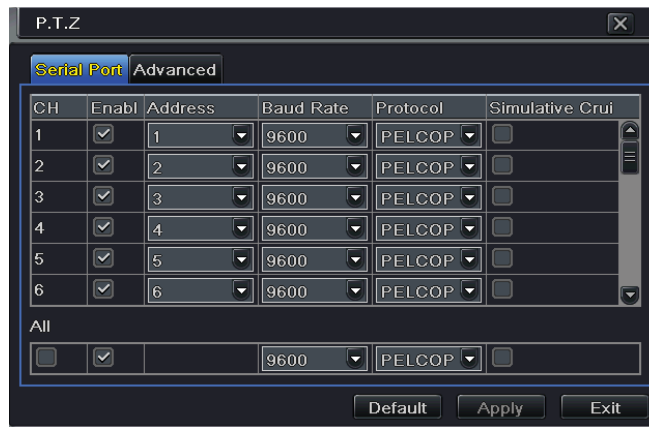 P.T.Z
Serial Port Advanced
CH Enabl Address Baud Rate Protocol Simulative Crui
1 1 9600 PELCOP
2 2 9600 PELCOP
3 3 9600 PELCOP
4 4 9600 PELCOP
5 5 9600 PELCOP
6 6 9600 PELCOP
All
9600 PELCOP
Default Apply Exit